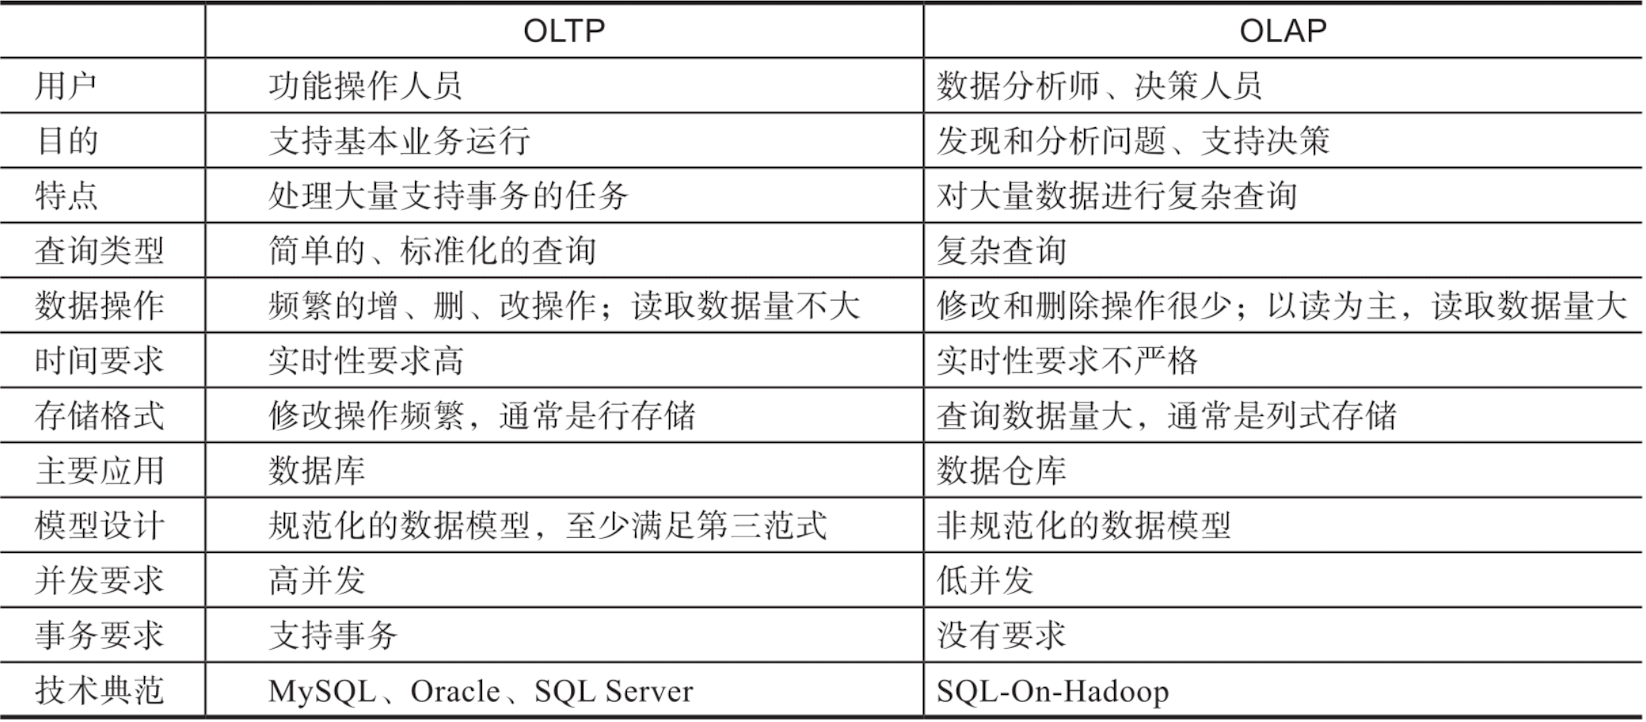 OLTP OLAP
用户 功能操作人员 数据分析师、决策人员
目的 支持基本业务运行 发现和分析问题、支持决策
特点 处理大量支持事务的任务 对大量数据进行复杂查询
查询类型 简单的、标准化的查询 复杂查询
数据操作 频繁的增、删、改操作；读取数据量不大 修改和删除操作很少；以读为主，读取数据量大
时间要求 实时性要求高 实时性要求不严格
存储格式 修改操作频繁，通常是行存储 查询数据量大，通常是列式存储
主要应用 数据库 数据仓库
模型设计 规范化的数据模型，至少满足第三范式 非规范化的数据模型
并发要求 高并发 低并发
事务要求 支持事务 没有要求
技术典范 MySQL、Oracle、SQL Server SQL-On-Hadoop